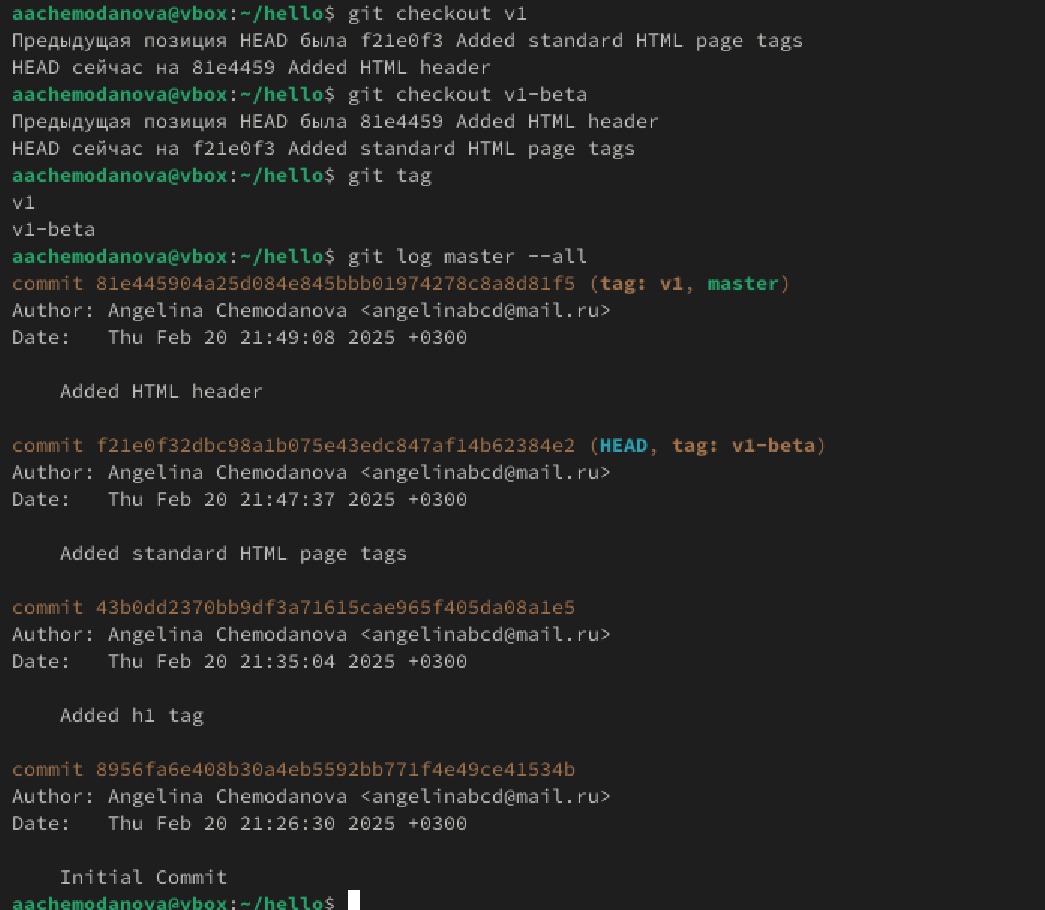 aachemodanova@vbox:~/hello$ git checkout v1
Предыдущая позиция HEAD была f21e0f3 Added standard HTML page tags
HEAD сейчас на 81e4459 Added HTML header
aachemodanova@vbox:~/hello$ git checkout v1-beta
Предыдущая позиция HEAD была 81e4459 Added HTML header
HEAD сейчас на f21e0f3 Added standard HTML page tags
aachemodanova@vbox:~/hello$ git tag
v1
v1-beta
aachemodanova@vbox:~/hello$ git log master --all
commit 81e445904a25d084e845bbb01974278c8a8d81f5 (tag: v1, master)
Author: Angelina Chemodanova <angelinabcd@mail.ru>
Date:   Thu Feb 20 21:49:08 2025 +0300
    Added HTML header
commit f21e0f32dbc98a1b075e43edc847af14b62384e2 (HEAD, tag: v1-beta)
Author: Angelina Chemodanova <angelinabcd@mail.ru>
Date:   Thu Feb 20 21:47:37 2025 +0300
    Added standard HTML page tags
commit 43b0dd2370bb9df3a71615cae965f405da08a1e5
Author: Angelina Chemodanova <angelinabcd@mail.ru>
Date:   Thu Feb 20 21:35:04 2025 +0300
    Added h1 tag
commit 8956fa6e408b30a4eb5592bb771f4e49ce41534b
Author: Angelina Chemodanova <angelinabcd@mail.ru>
Date:   Thu Feb 20 21:26:30 2025 +0300
    Initial Commit
aachemodanova@vbox:~/hello$